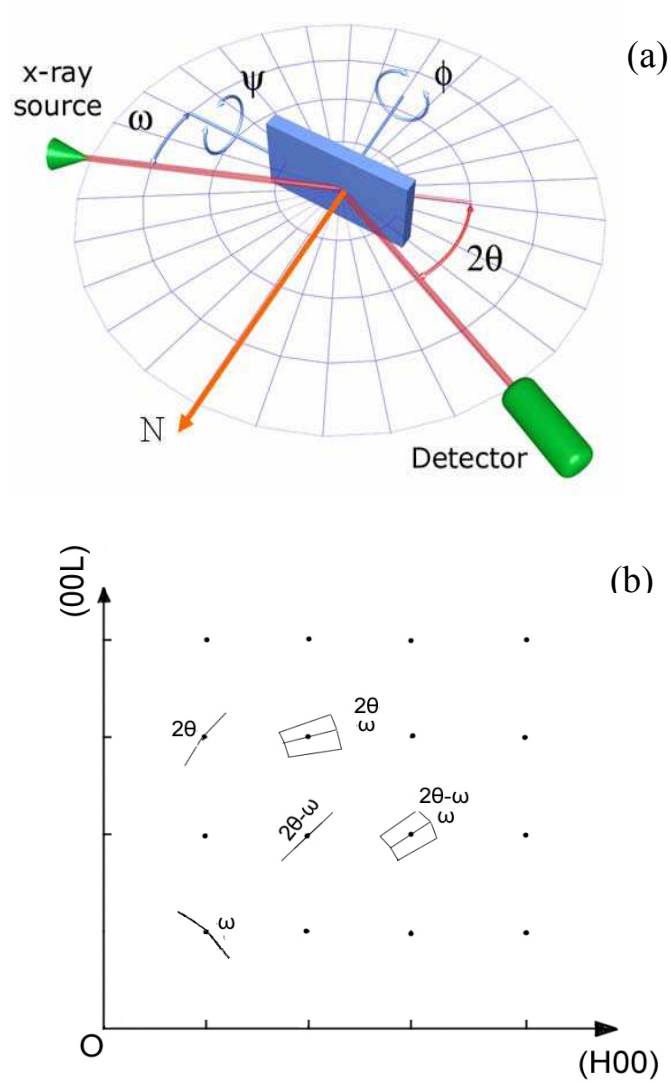 (a)
x-ray
source
ω
ψ
ϕ
2θ
N
Detector
(b)
(00L)
2θ
2θ
ω
2θ-ω
2θ-ω
ω
ω
O
(H00)